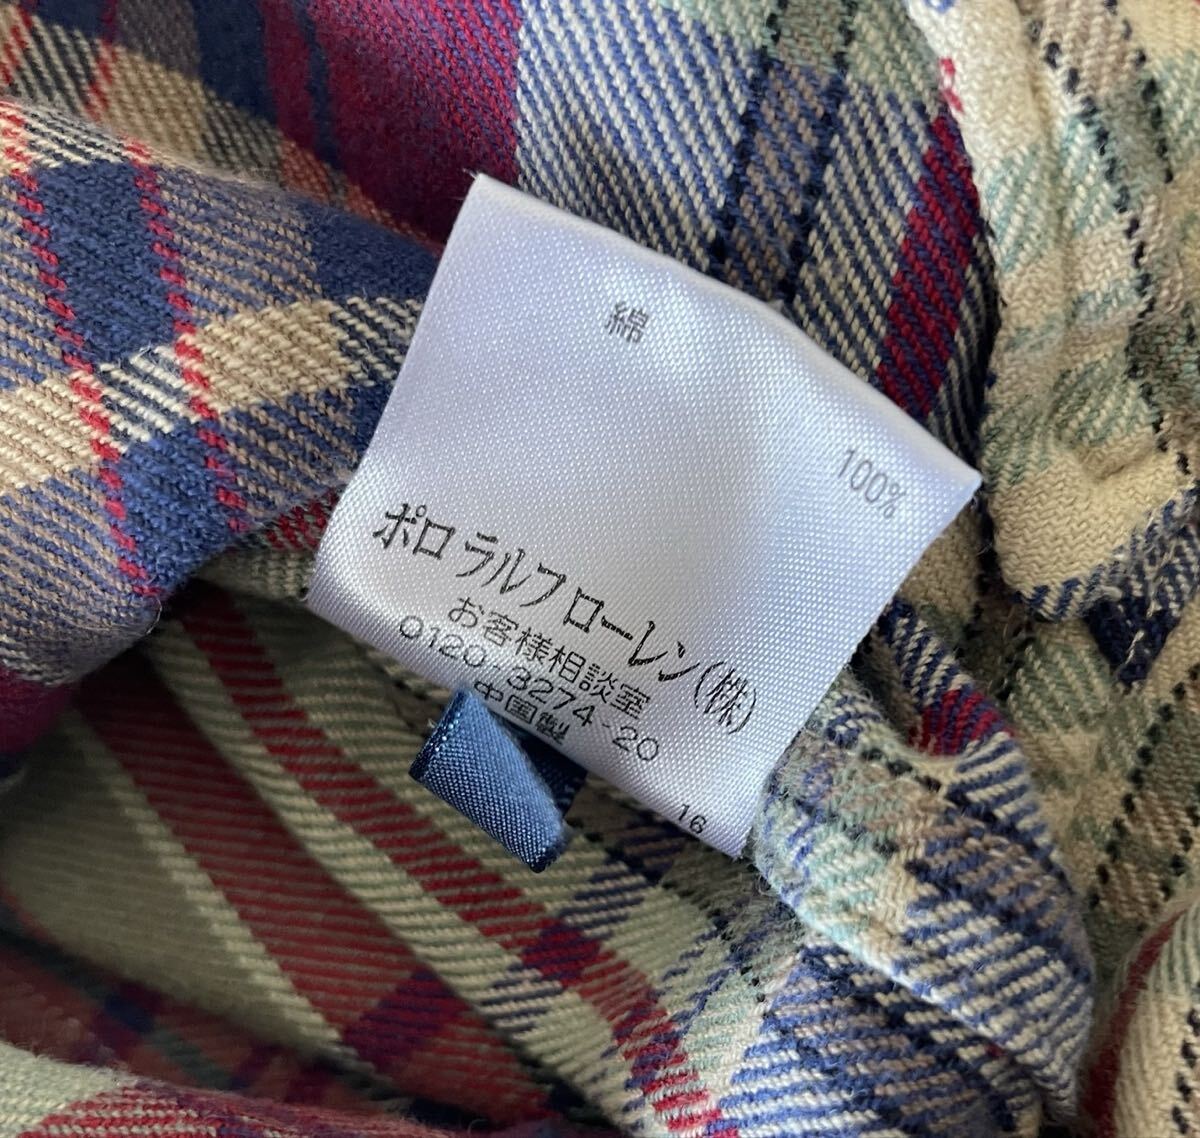 綿
100%
ポロ ラルフ ローレン(株)
お客様相談室
0120-3274-20
中国製
16